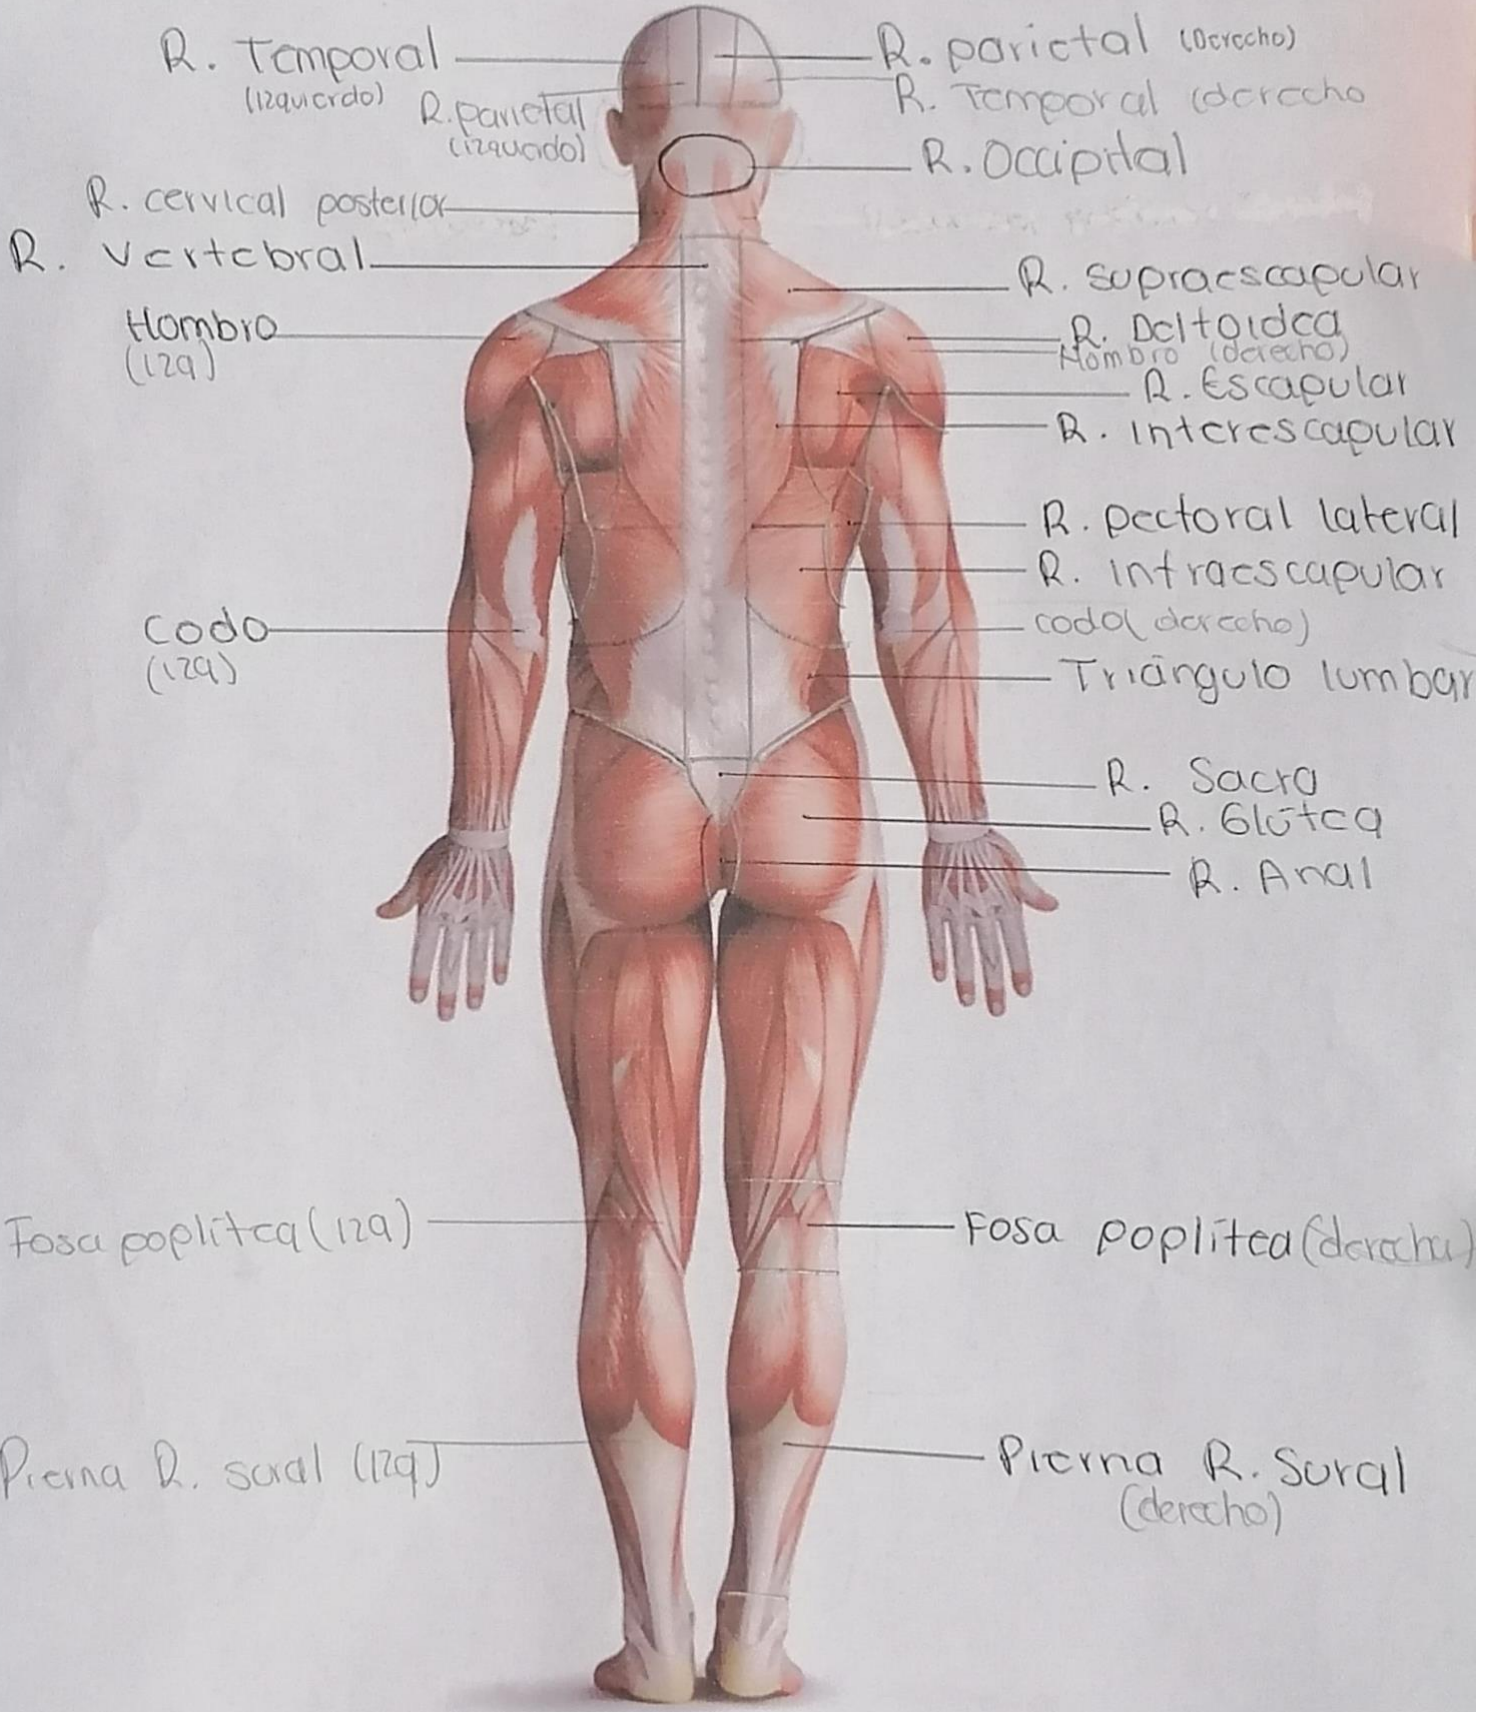 R. Temporal
(Izquierdo)
R. parietal
(izquierdo)
R. cervical posterior
R. vertebral
Hombro
(izq)
Codo
(izq)
Fosa poplítea (izq)
Pierna R. sural (izq)
R. parietal (Derecho)
R. Temporal (derecho
R. Occipital
R. supraescapular
R. Deltoidea
Hombro (derecho)
R. Escapular
R. interescapular
R. pectoral lateral
R. infraescapular
codo (derecho)
Triángulo lumbar
R. Sacra
R. Glútea
R. Anal
Fosa poplítea (derecha)
Pierna R. Sural
(derecho)